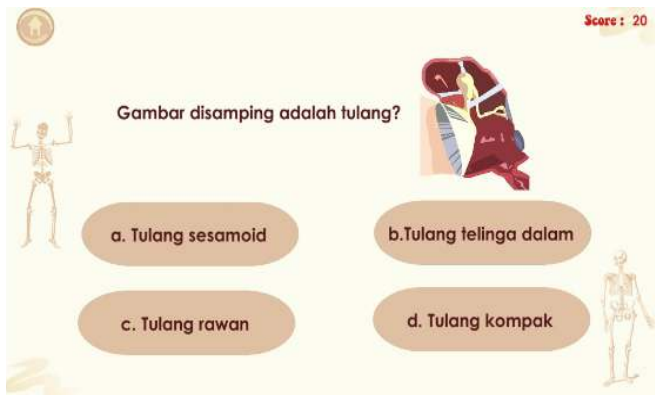 Score : 20
Gambar disamping adalah tulang?
a. Tulang sesamoid
b.Tulang telinga dalam
c. Tulang rawan
d. Tulang kompak